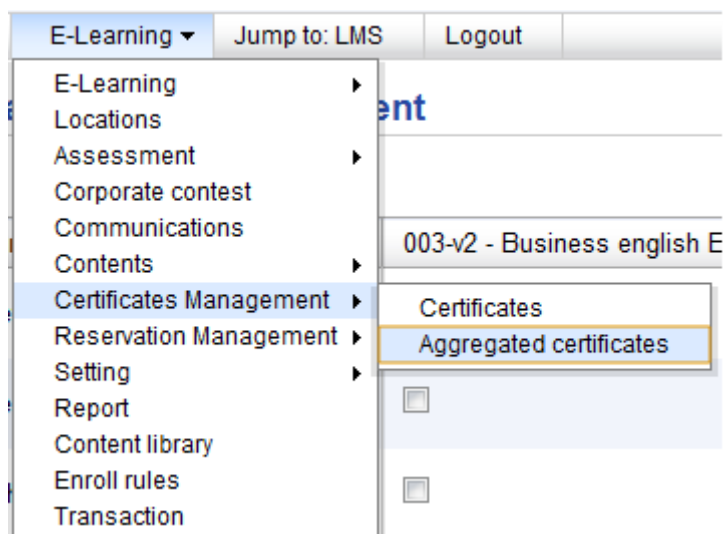 E-Learning Jump to: LMS Logout
E-Learning
ent
Locations
Assessment
Corporate contest
Communications
003-v2 - Business english E
Contents
Certificates Management
Certificates
Reservation Management
Aggregated certificates
Setting
Report
Content library
Enroll rules
Transaction